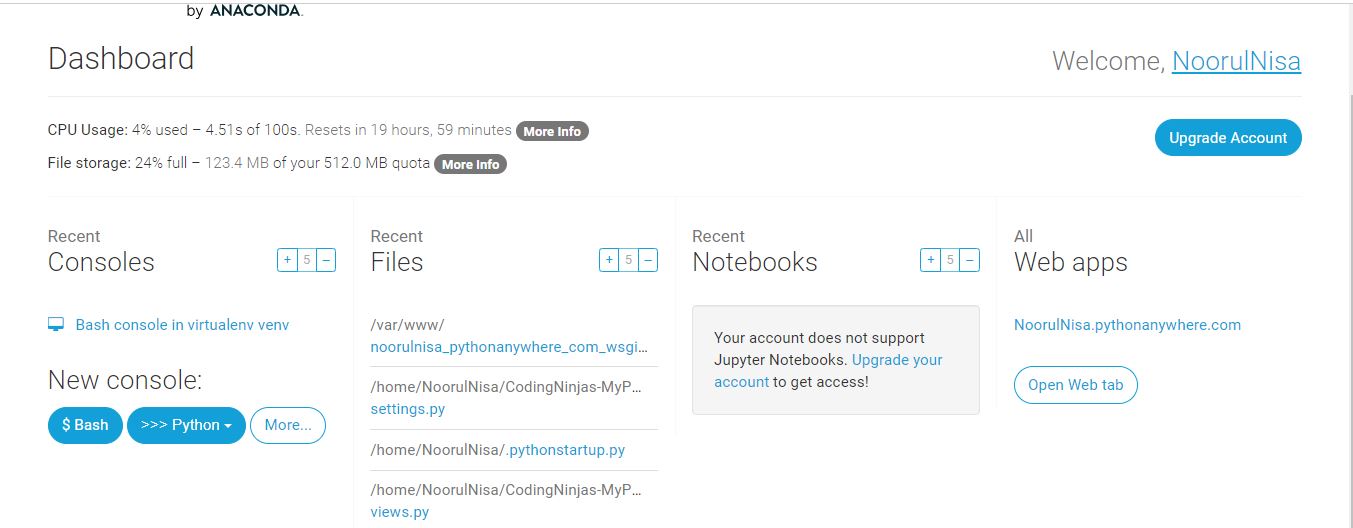 by ANACONDA.
Dashboard
Welcome, NoorulNisa
CPU Usage: 4% used – 4.51s of 100s. Resets in 19 hours, 59 minutes More Info
File storage: 24% full – 123.4 MB of your 512.0 MB quota More Info
Upgrade Account
Recent
Consoles
+ 5 –
Bash console in virtualenv venv
New console:
$ Bash >>> Python More...
Recent
Files
+ 5 –
/var/www/
noorulnisa_pythonanywhere_com_wsgi...
/home/NoorulNisa/CodingNinjas-MyP...
settings.py
/home/NoorulNisa/.pythonstartup.py
/home/NoorulNisa/CodingNinjas-MyP...
views.py
Recent
Notebooks
+ 5 –
Your account does not support
Jupyter Notebooks. Upgrade your
account to get access!
All
Web apps
NoorulNisa.pythonanywhere.com
Open Web tab